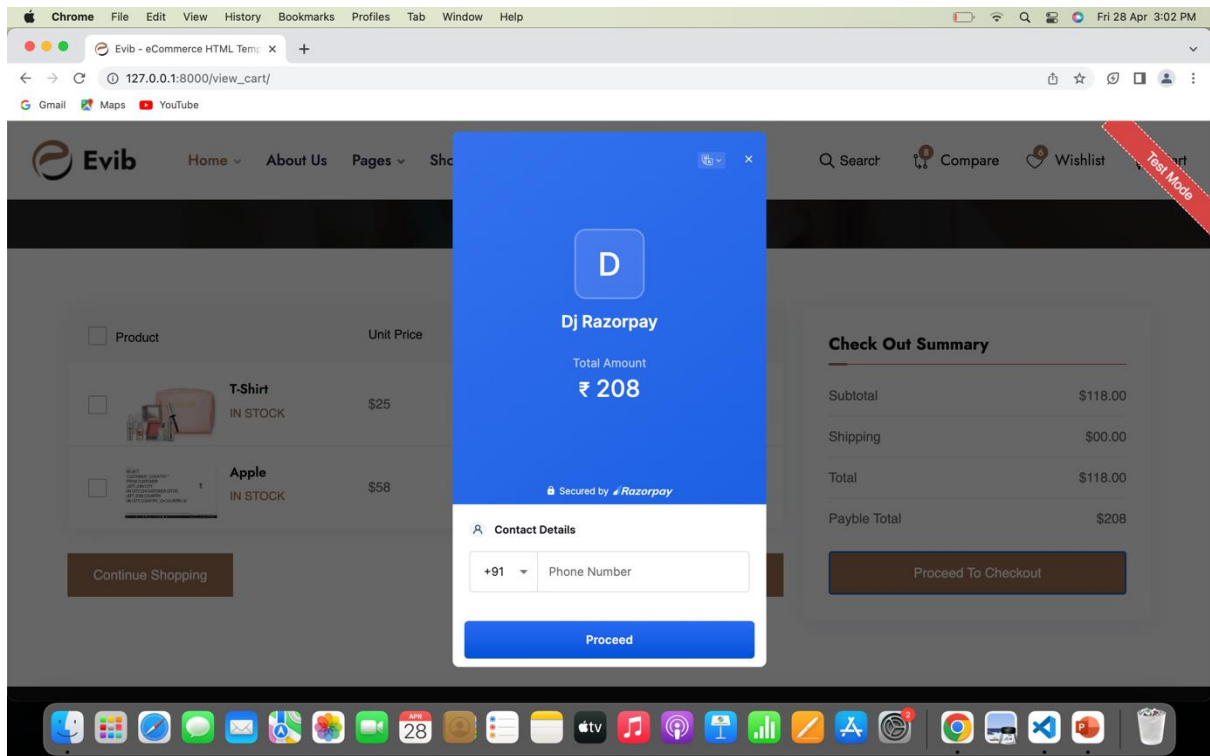 Chrome File Edit View History Bookmarks Profiles Tab Window Help Fri 28 Apr 3:02 PM
Evib - eCommerce HTML Temp
127.0.0.1:8000/view_cart/
Gmail Maps YouTube
Evib Home About Us Pages Sho Search 8 Compare 6 Wishlist
Test Mode
D
Dj Razorpay
Total Amount
₹ 208
Secured by Razorpay
Contact Details
+91 Phone Number
Proceed
Product Unit Price
T-Shirt
IN STOCK
$25
Apple
IN STOCK
$58
Continue Shopping
Check Out Summary
Subtotal $118.00
Shipping $00.00
Total $118.00
Payble Total $208
Proceed To Checkout
APR
28
tv
2